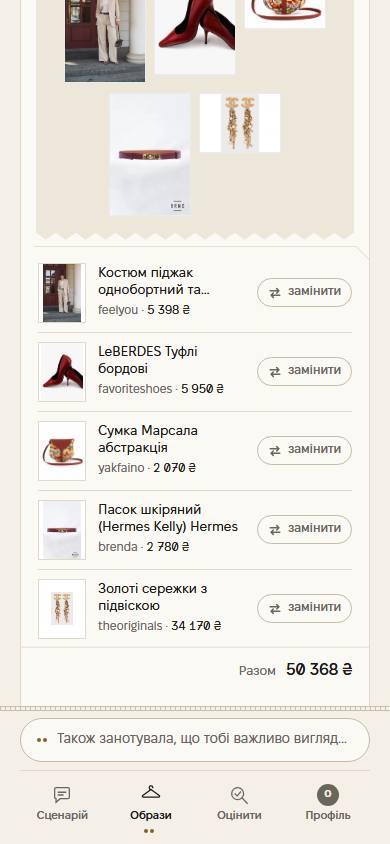 Костюм піджак
однобортний та...
feelyou · 5 398 ₴
замінити
LeBERDES Туфлі
бордові
favoriteshoes · 5 950 ₴
замінити
Сумка Марсала
абстракція
yakfaino · 2 070 ₴
замінити
Пасок шкіряний
(Hermes Kelly) Hermes
brenda · 2 780 ₴
замінити
Золоті сережки з
підвіскою
theoriginals · 34 170 ₴
замінити
Разом 50 368 ₴
Також занотувала, що тобі важливо вигляд...
Сценарій
Образи
Оцінити
О
Профіль